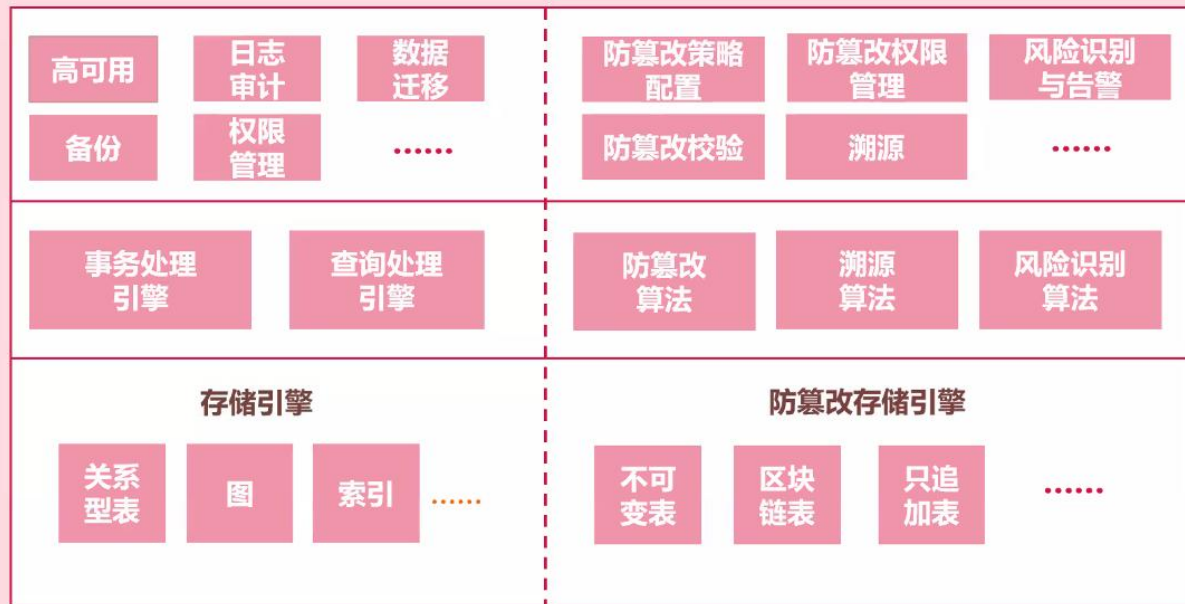 高可用
日志
审计
数据
迁移
备份
权限
管理
······
防篡改策略
配置
防篡改权限
管理
风险识别
与告警
防篡改校验
溯源
······
事务处理
引擎
查询处理
引擎
防篡改
算法
溯源
算法
风险识别
算法
存储引擎
关系
型表
图
索引
······
防篡改存储引擎
不可
变表
区块
链表
只追
加表
······